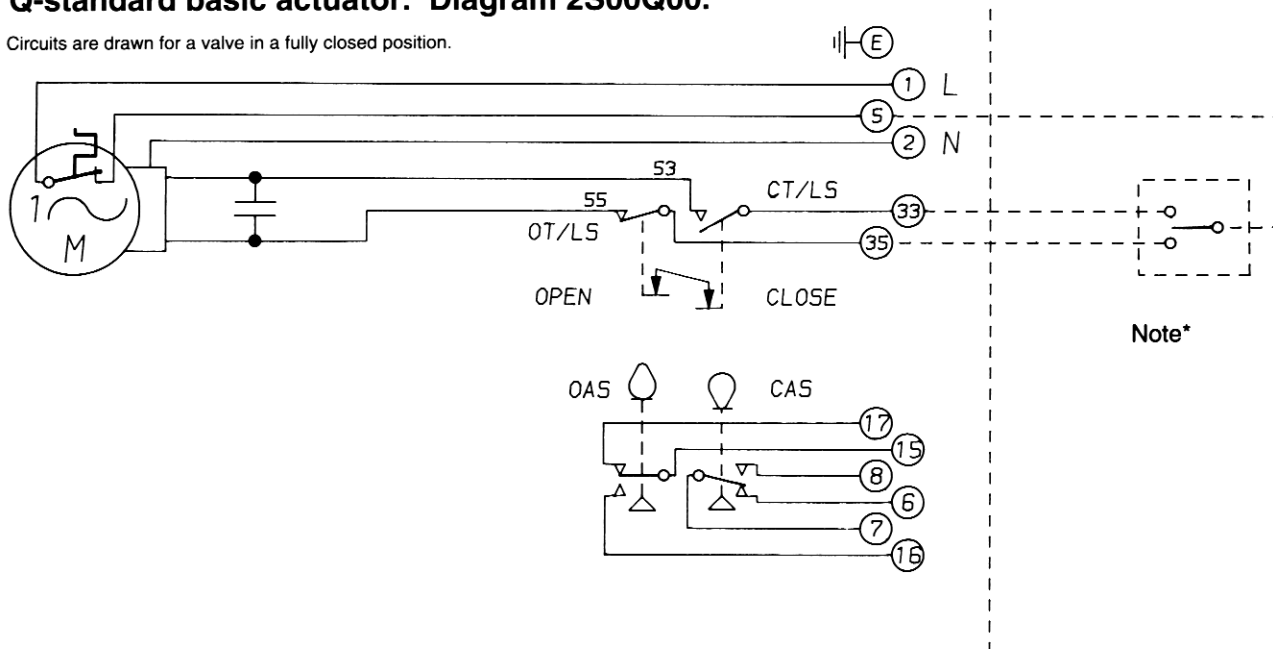 Q-standard basic actuator. Diagram 2S00Q00.
Circuits are drawn for a valve in a fully closed position.
E
1 L
5
2 N
53
CT/LS
55
33
1
OT/LS
35
M
OPEN
CLOSE
Note*
OAS
CAS
17
15
8
6
7
16